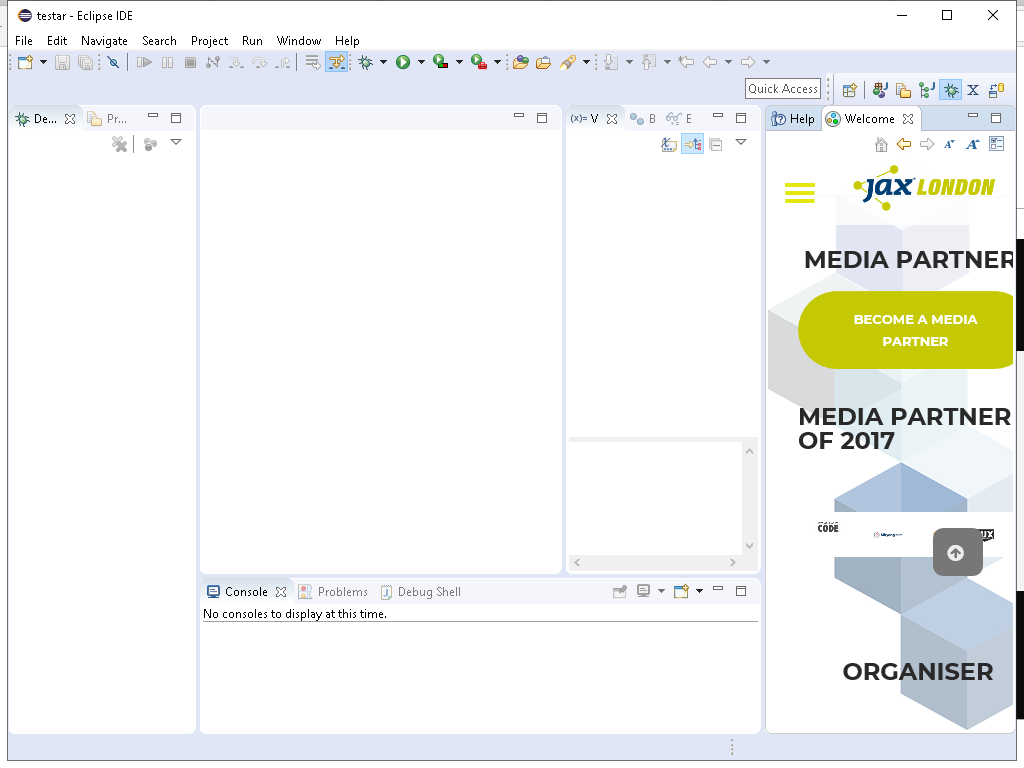 testar - Eclipse IDE
File Edit Navigate Search Project Run Window Help
Quick Access
De... Pr... (x)= V B E Help Welcome
jax LONDON
MEDIA PARTNER
BECOME A MEDIA
PARTNER
MEDIA PARTNER
OF 2017
CODE
UX
ORGANISER
Console Problems Debug Shell
No consoles to display at this time.